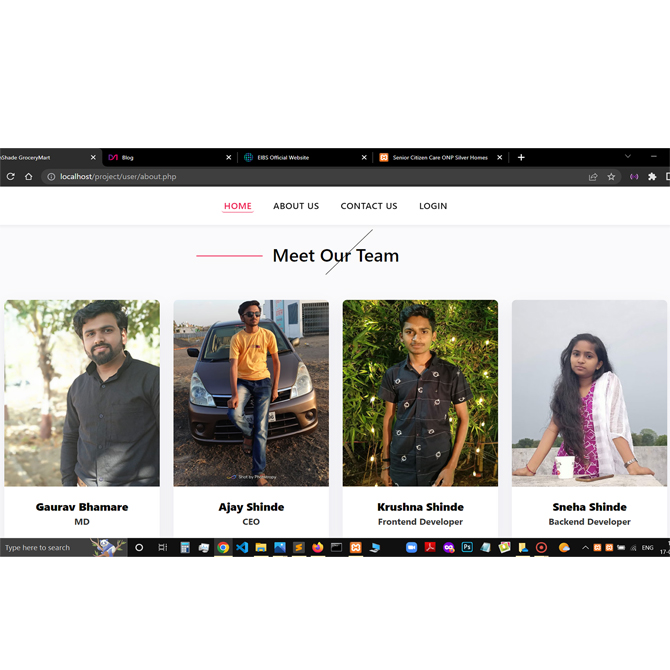 Shade GroceryMart
Blog
EIBS Official Website
Senior Citizen Care ONP Silver Homes
localhost/project/user/about.php
HOME ABOUT US CONTACT US LOGIN
Meet Our Team
Gaurav Bhamare
MD
Ajay Shinde
CEO
Krushna Shinde
Frontend Developer
Sneha Shinde
Backend Developer
Type here to search
ENG